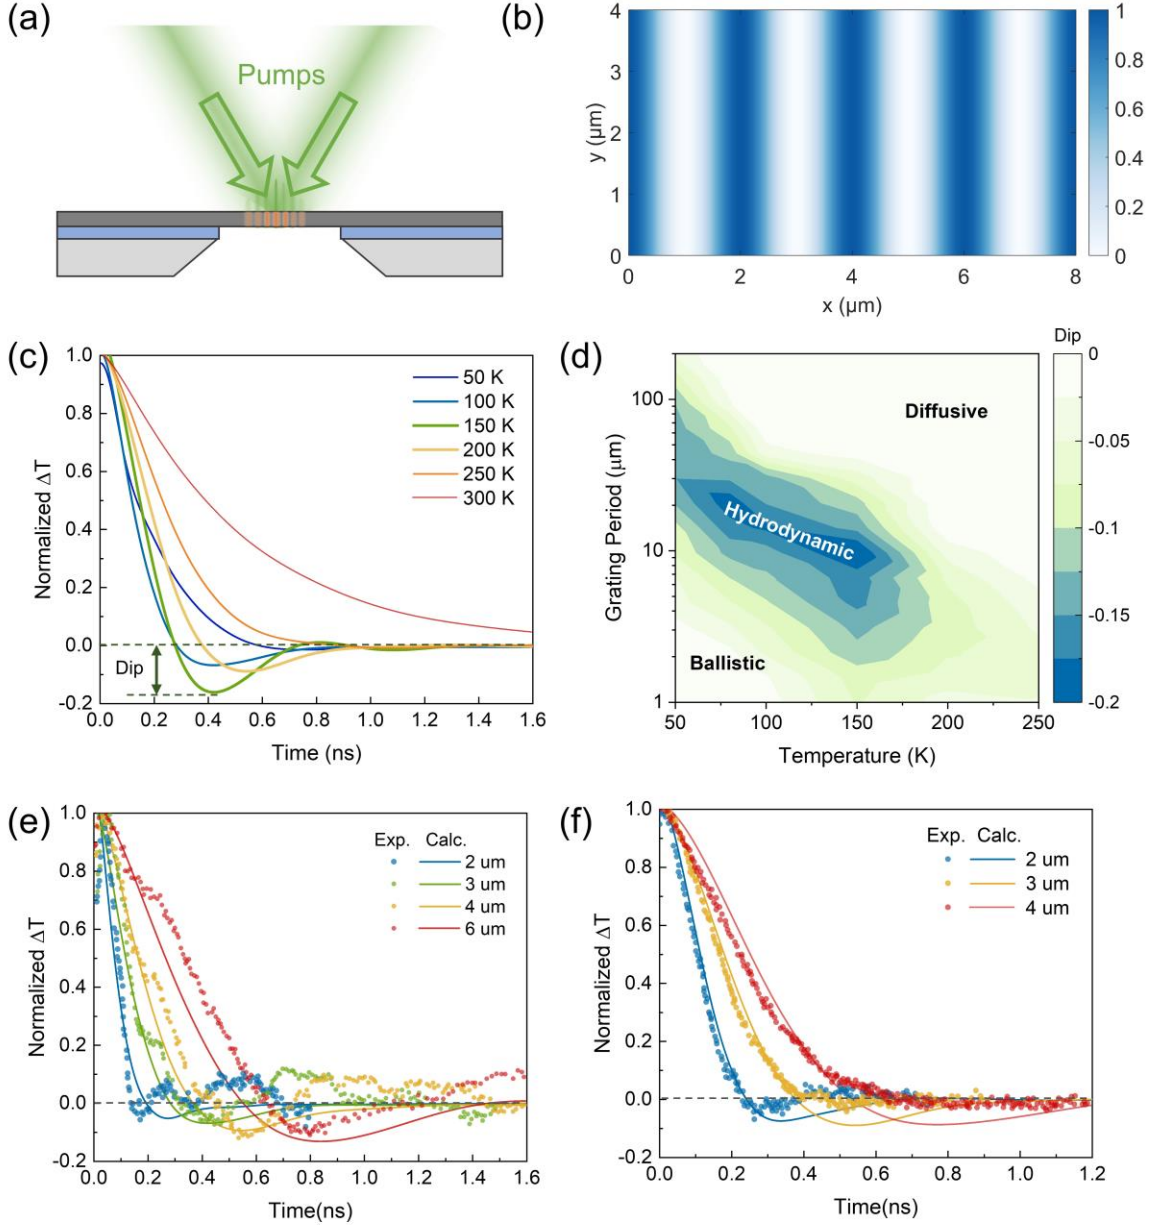 (a)
Pumps
(b)
4
3
2
1
0
y (μm)
0 2 4 6 8
x (μm)
1
0.8
0.6
0.4
0.2
0
(c)
1.0
0.8
0.6
0.4
0.2
0.0
-0.2
Normalized ΔT
50 K
100 K
150 K
200 K
250 K
300 K
Dip
0.0 0.2 0.4 0.6 0.8 1.0 1.2 1.4 1.6
Time (ns)
(d)
100
10
1
Grating Period (μm)
Diffusive
Hydrodynamic
Ballistic
50 100 150 200 250
Temperature (K)
Dip
0
-0.05
-0.1
-0.15
-0.2
(e)
1.0
0.8
0.6
0.4
0.2
0.0
-0.2
Normalized ΔT
Exp. Calc.
2 um
3 um
4 um
6 um
0.0 0.2 0.4 0.6 0.8 1.0 1.2 1.4 1.6
Time(ns)
(f)
1.0
0.8
0.6
0.4
0.2
0.0
-0.2
Normalized ΔT
Exp. Calc.
2 um
3 um
4 um
0.0 0.2 0.4 0.6 0.8 1.0 1.2
Time(ns)